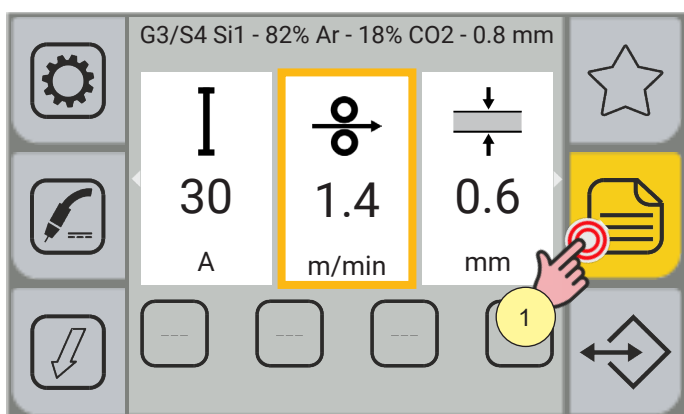 G3/S4 Si1 - 82% Ar - 18% CO2 - 0.8 mm
30 1.4 0.6
A m/min mm
--- --- ---
1